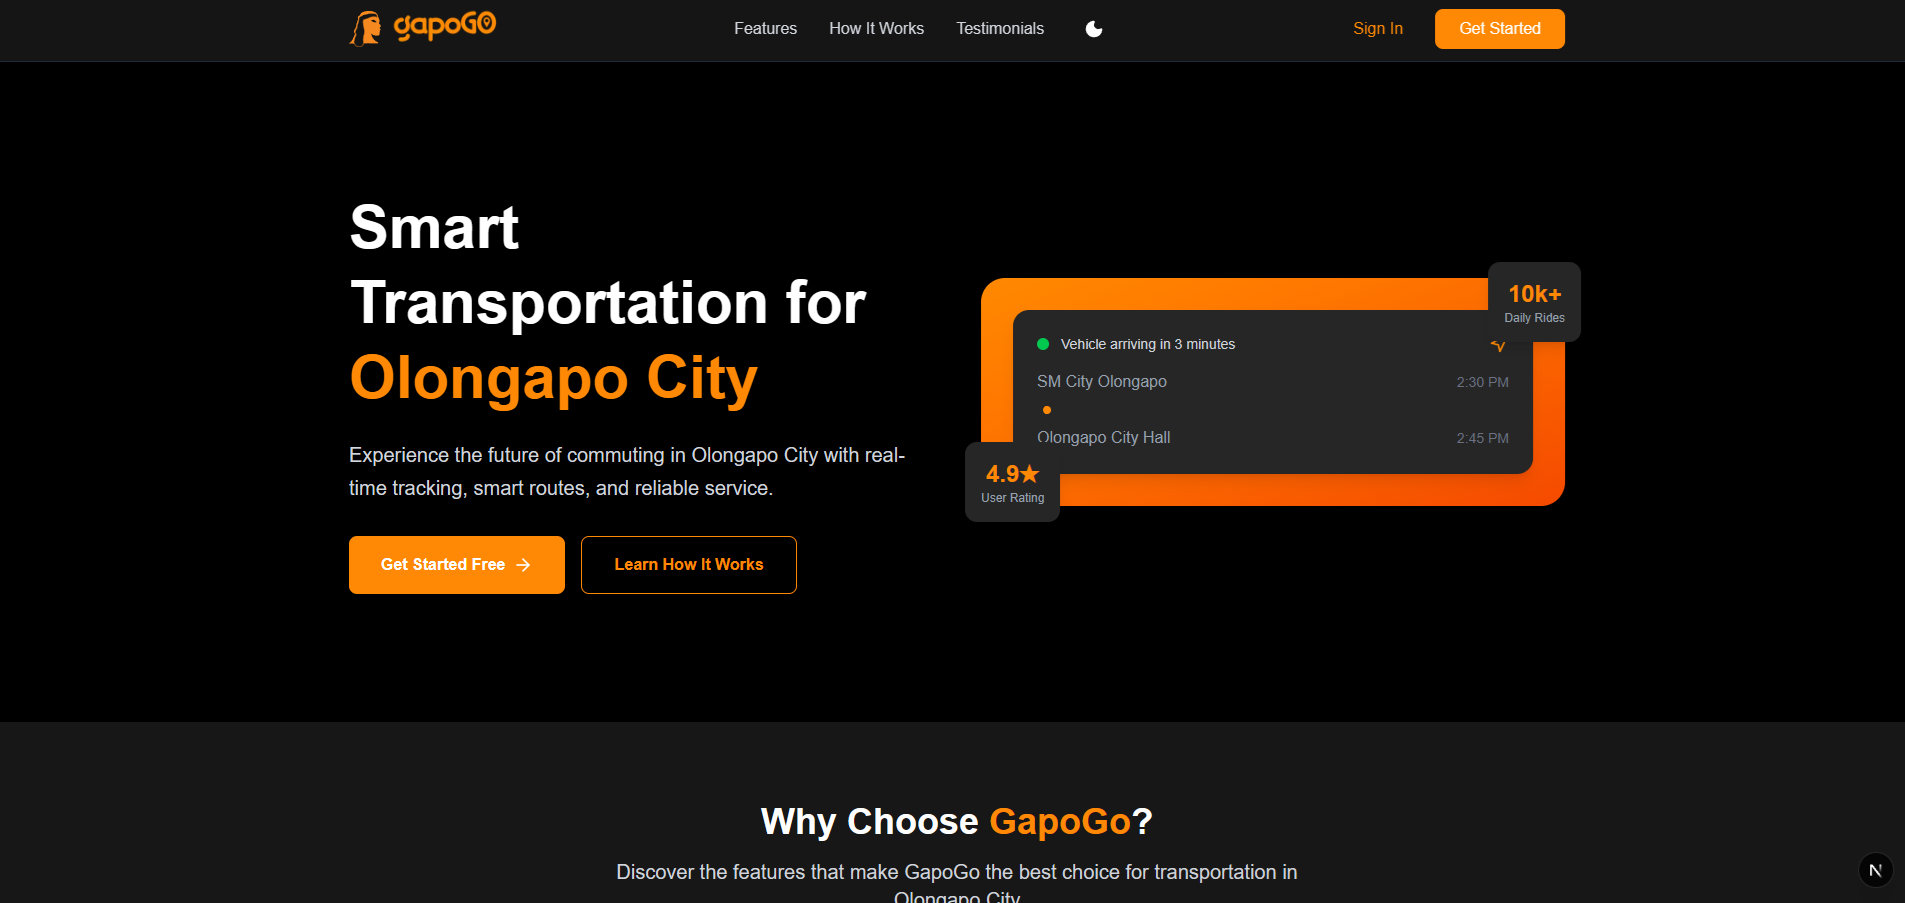 gapoGO
Features
How It Works
Testimonials
Sign In
Get Started
Smart
Transportation for
Olongapo City
Experience the future of commuting in Olongapo City with real-
time tracking, smart routes, and reliable service.
Get Started Free →
Learn How It Works
10k+
Daily Rides
Vehicle arriving in 3 minutes
SM City Olongapo
2:30 PM
Olongapo City Hall
2:45 PM
4.9★
User Rating
Why Choose GapoGo?
Discover the features that make GapoGo the best choice for transportation in
Olongapo City
N